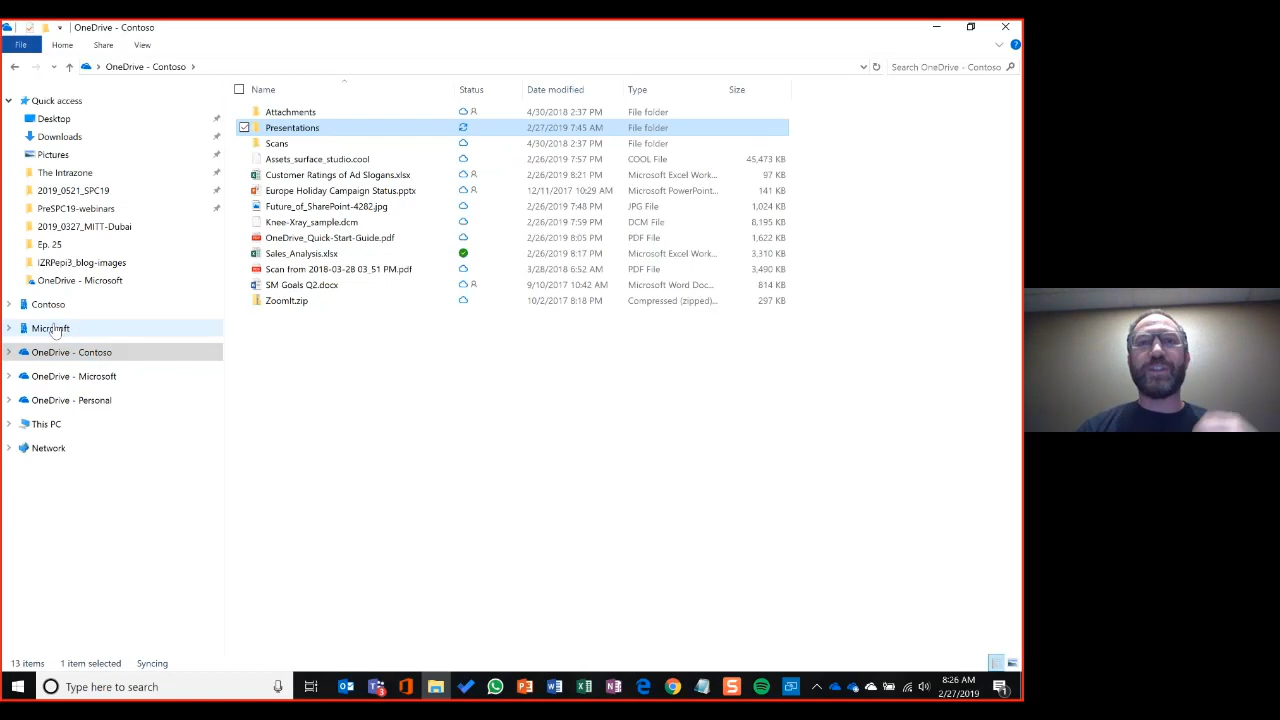 OneDrive - Contoso
File Home Share View
OneDrive - Contoso
Search OneDrive - Contoso
Name Status Date modified Type Size
Quick access
Desktop
Downloads
Pictures
The Intrazone
2019_0521_SPC19
PreSPC19-webinars
2019_0327_MITT-Dubai
Ep. 25
IZRPepi3_blog-images
OneDrive - Microsoft
Contoso
Microsoft
OneDrive - Contoso
OneDrive - Microsoft
OneDrive - Personal
This PC
Network
Attachments 4/30/2018 2:37 PM File folder
Presentations 2/27/2019 7:45 AM File folder
Scans 4/30/2018 2:37 PM File folder
Assets_surface_studio.cool 2/26/2019 7:57 PM COOL File 45,473 KB
Customer Ratings of Ad Slogans.xlsx 2/26/2019 8:21 PM Microsoft Excel Work... 97 KB
Europe Holiday Campaign Status.pptx 12/11/2017 10:29 AM Microsoft PowerPoint... 141 KB
Future_of_SharePoint-4282.jpg 2/26/2019 7:48 PM JPG File 1,024 KB
Knee-Xray_sample.dcm 2/26/2019 7:59 PM DCM File 8,195 KB
OneDrive_Quick-Start-Guide.pdf 2/26/2019 8:05 PM PDF File 1,622 KB
Sales_Analysis.xlsx 2/26/2019 8:17 PM Microsoft Excel Work... 3,310 KB
Scan from 2018-03-28 03_51 PM.pdf 3/28/2018 6:52 AM PDF File 3,490 KB
SM Goals Q2.docx 9/10/2017 10:42 AM Microsoft Word Doc... 814 KB
ZoomIt.zip 10/2/2017 8:18 PM Compressed (zipped)... 297 KB
13 items 1 item selected Syncing
Type here to search
8:26 AM
2/27/2019